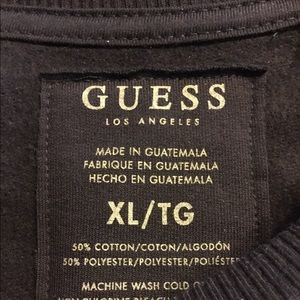 GUESS
LOS ANGELES
MADE IN GUATEMALA
FABRIQUE EN GUATEMALA
HECHO EN GUATEMALA
XL/TG
50% COTTON/COTON/ALGODÓN
50% POLYESTER/POLYESTER/POLIÉST
MACHINE WASH COLD